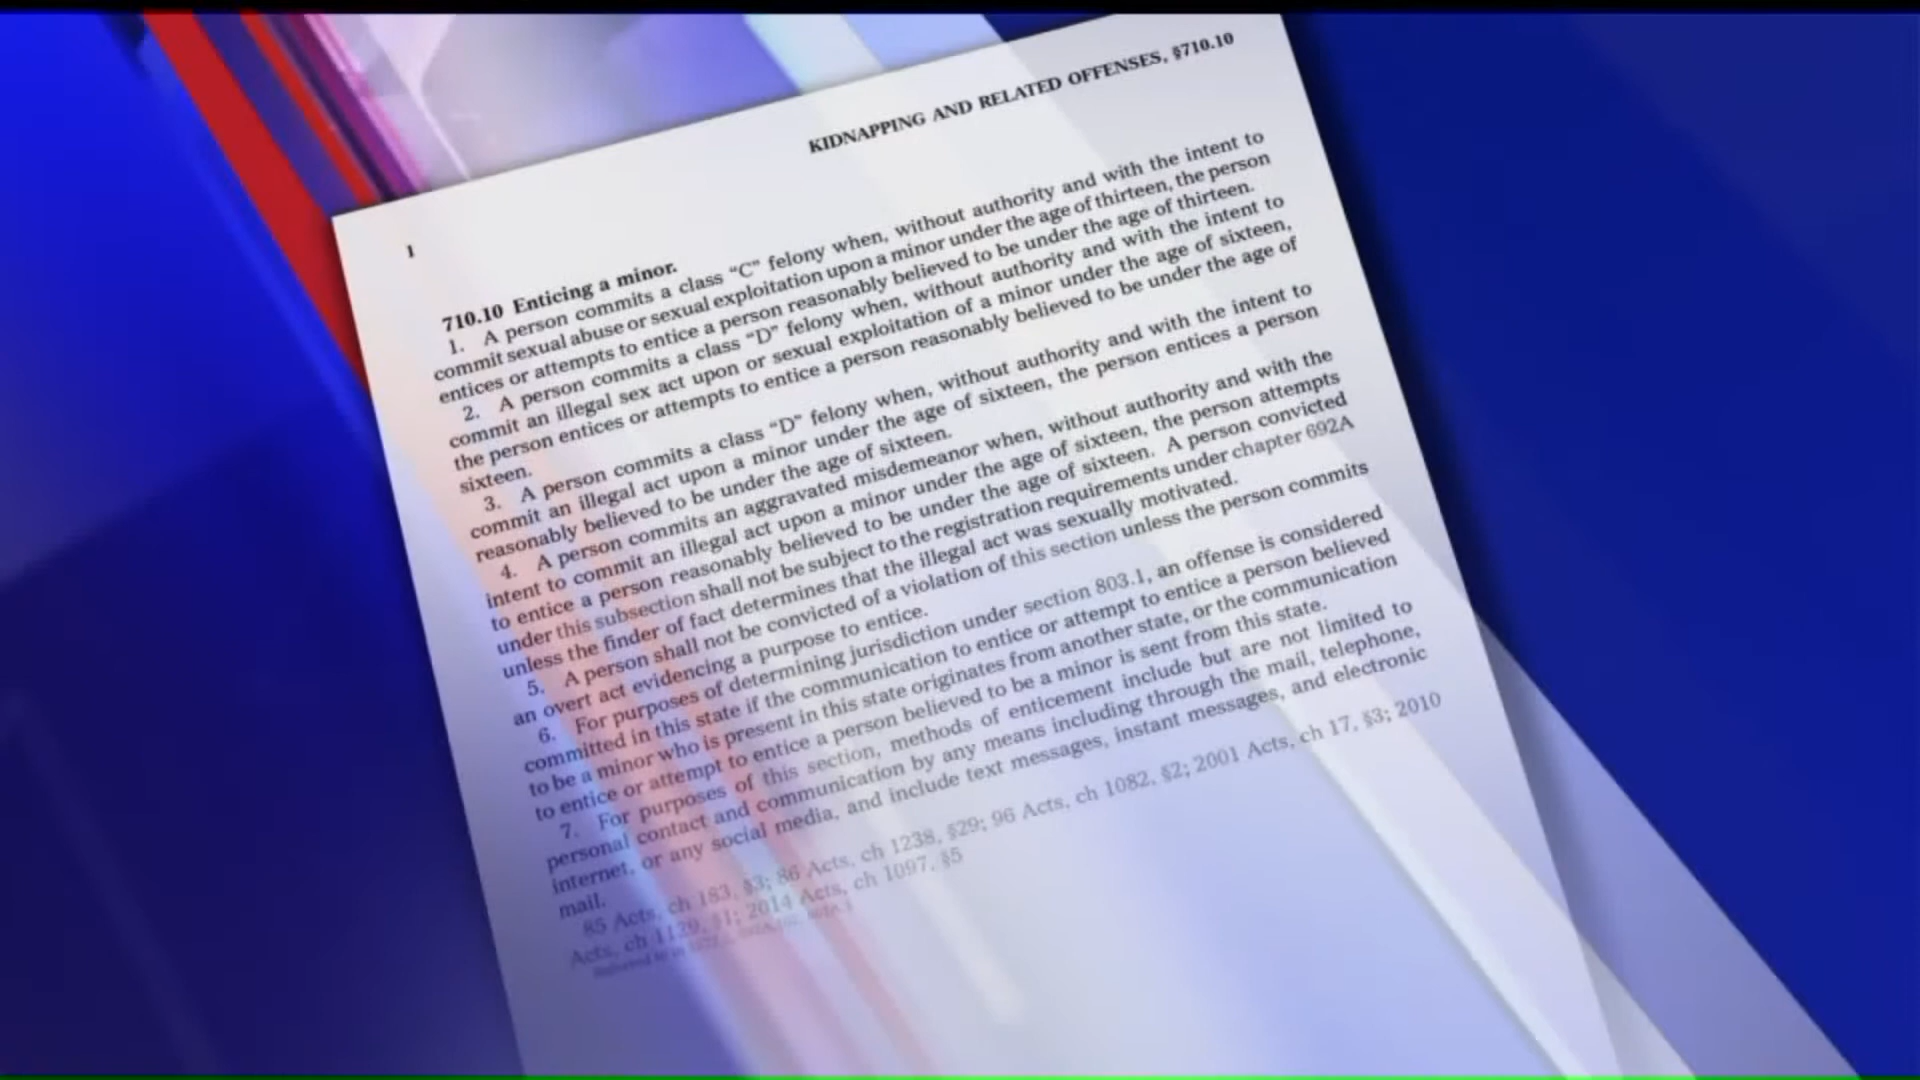 KIDNAPPING AND RELATED OFFENSES, §710.10
1
710.10 Enticing a minor.
1. A person commits a class “C” felony when, without authority and with the intent to
commit sexual abuse or sexual exploitation upon a minor under the age of thirteen, the person
entices or attempts to entice a person reasonably believed to be under the age of thirteen.
2. A person commits a class “D” felony when, without authority and with the intent to
commit an illegal sex act upon or sexual exploitation of a minor under the age of sixteen,
the person entices or attempts to entice a person reasonably believed to be under the age of
sixteen.
3. A person commits a class “D” felony when, without authority and with the intent to
commit an illegal act upon a minor under the age of sixteen, the person entices a person
reasonably believed to be under the age of sixteen.
4. A person commits an aggravated misdemeanor when, without authority and with the
intent to commit an illegal act upon a minor under the age of sixteen, the person attempts
to entice a person reasonably believed to be under the age of sixteen. A person convicted
under this subsection shall not be subject to the registration requirements under chapter 692A
unless the finder of fact determines that the illegal act was sexually motivated.
5. A person shall not be convicted of a violation of this section unless the person commits
an overt act evidencing a purpose to entice.
6. For purposes of determining jurisdiction under section 803.1, an offense is considered
committed in this state if the communication to entice or attempt to entice a person believed
to be a minor who is present in this state originates from another state, or the communication
to entice or attempt to entice a person believed to be a minor is sent from this state.
7. For purposes of this section, methods of enticement include but are not limited to
personal contact and communication by any means including through the mail, telephone,
internet, or any social media, and include text messages, instant messages, and electronic
mail.
85 Acts, ch 183, §3; 86 Acts, ch 1238, §29; 96 Acts, ch 1082, §2; 2001 Acts, ch 17, §3; 2010
Acts, ch 1129, §1; 2014 Acts, ch 1097, §5